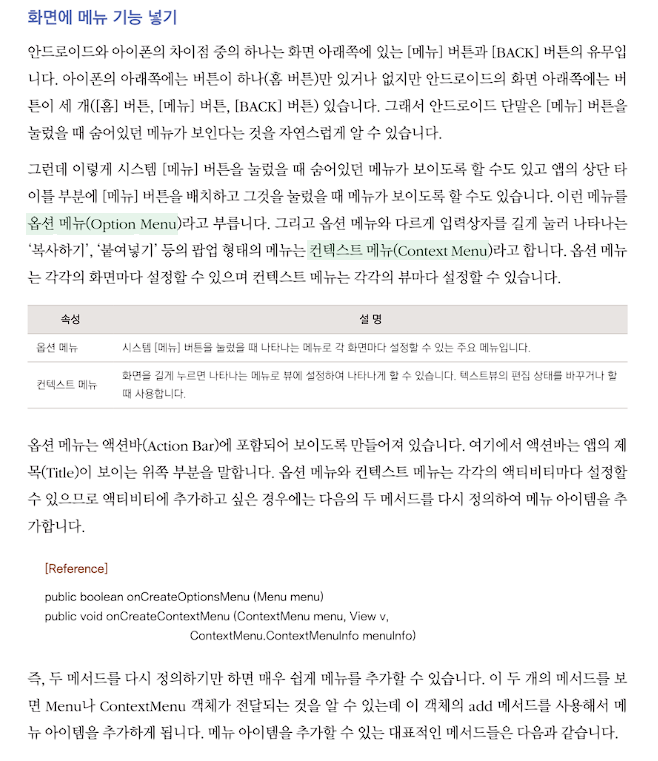 화면에 메뉴 기능 넣기
안드로이드와 아이폰의 차이점 중의 하나는 화면 아래쪽에 있는 [메뉴] 버튼과 [BACK] 버튼의 유무입
니다. 아이폰의 아래쪽에는 버튼이 하나(홈 버튼)만 있거나 없지만 안드로이드의 화면 아래쪽에는 버
튼이 세 개([홈] 버튼, [메뉴] 버튼, [BACK] 버튼) 있습니다. 그래서 안드로이드 단말은 [메뉴] 버튼을
눌렀을 때 숨어있던 메뉴가 보인다는 것을 자연스럽게 알 수 있습니다.
그런데 이렇게 시스템 [메뉴] 버튼을 눌렀을 때 숨어있던 메뉴가 보이도록 할 수도 있고 앱의 상단 타
이틀 부분에 [메뉴] 버튼을 배치하고 그것을 눌렀을 때 메뉴가 보이도록 할 수도 있습니다. 이런 메뉴를
옵션 메뉴(Option Menu)라고 부릅니다. 그리고 옵션 메뉴와 다르게 입력상자를 길게 눌러 나타나는
‘복사하기’, ‘붙여넣기’ 등의 팝업 형태의 메뉴는 컨텍스트 메뉴(Context Menu)라고 합니다. 옵션 메뉴
는 각각의 화면마다 설정할 수 있으며 컨텍스트 메뉴는 각각의 뷰마다 설정할 수 있습니다.
속성 설 명
옵션 메뉴 시스템 [메뉴] 버튼을 눌렀을 때 나타나는 메뉴로 각 화면마다 설정할 수 있는 주요 메뉴입니다.
컨텍스트 메뉴 화면을 길게 누르면 나타나는 메뉴로 뷰에 설정하여 나타나게 할 수 있습니다. 텍스트뷰의 편집 상태를 바꾸거나 할
때 사용합니다.
옵션 메뉴는 액션바(Action Bar)에 포함되어 보이도록 만들어져 있습니다. 여기에서 액션바는 앱의 제
목(Title)이 보이는 위쪽 부분을 말합니다. 옵션 메뉴와 컨텍스트 메뉴는 각각의 액티비티마다 설정할
수 있으므로 액티비티에 추가하고 싶은 경우에는 다음의 두 메서드를 다시 정의하여 메뉴 아이템을 추
가합니다.
[Reference]
public boolean onCreateOptionsMenu (Menu menu)
public void onCreateContextMenu (ContextMenu menu, View v,
ContextMenu.ContextMenuInfo menuInfo)
즉, 두 메서드를 다시 정의하기만 하면 매우 쉽게 메뉴를 추가할 수 있습니다. 이 두 개의 메서드를 보
면 Menu나 ContextMenu 객체가 전달되는 것을 알 수 있는데 이 객체의 add 메서드를 사용해서 메
뉴 아이템을 추가하게 됩니다. 메뉴 아이템을 추가할 수 있는 대표적인 메서드들은 다음과 같습니다.